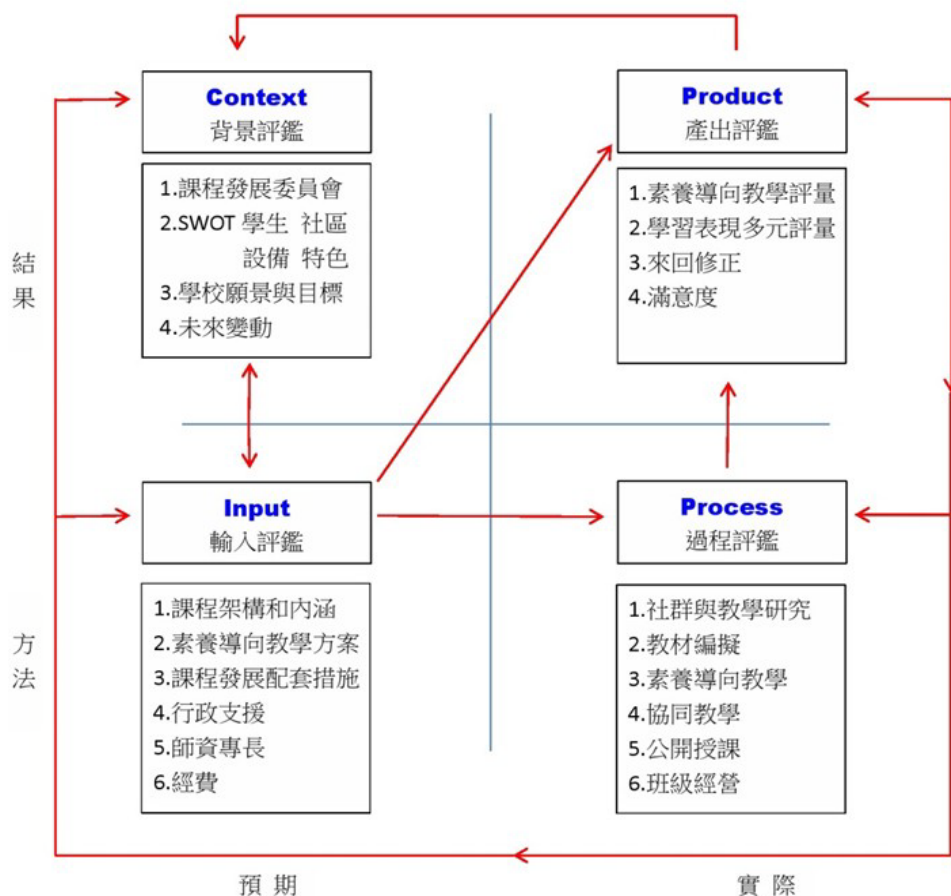 Context
背景評鑑
1.課程發展委員會
2.SWOT 學生 社區
設備 特色
3.學校願景與目標
4.未來變動
Product
產出評鑑
1.素養導向教學評量
2.學習表現多元評量
3.來回修正
4.滿意度
結果
Input
輸入評鑑
1.課程架構和內涵
2.素養導向教學方案
3.課程發展配套措施
4.行政支援
5.師資專長
6.經費
Process
過程評鑑
1.社群與教學研究
2.教材編擬
3.素養導向教學
4.協同教學
5.公開授課
6.班級經營
方法
預期
實際